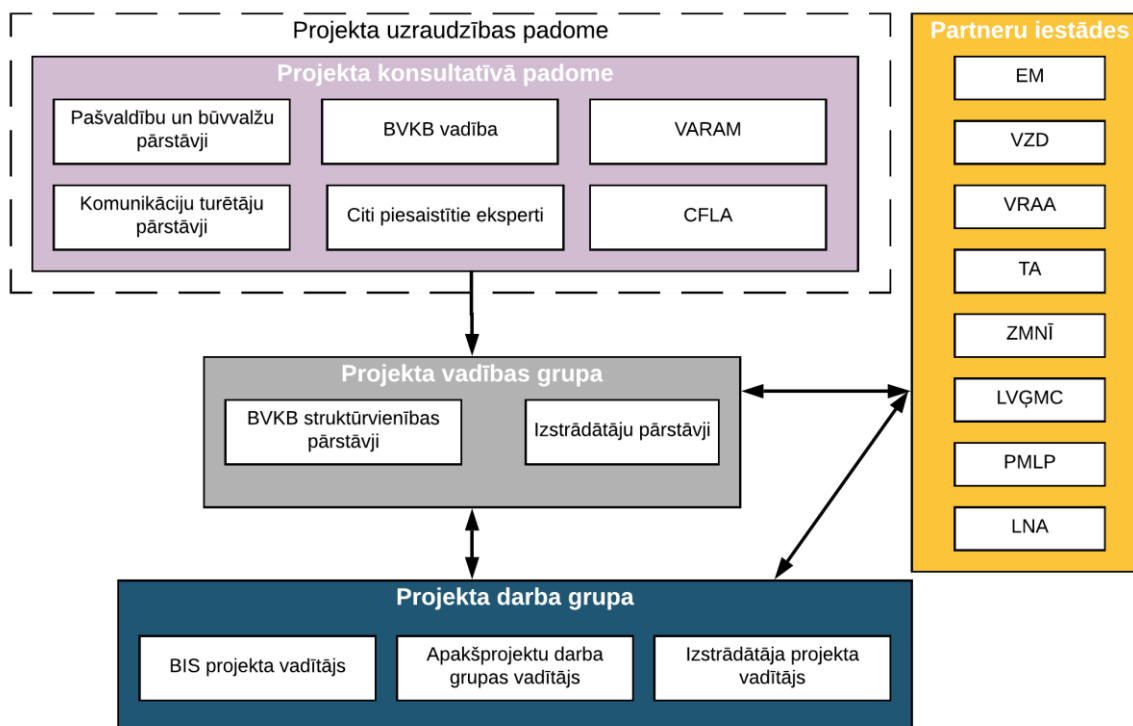 Projekta uzraudzības padome
Projekta konsultatīvā padome
Pašvaldību un būvvalžu
pārstāvji
BVKB vadība
VARAM
Komunikāciju turētāju
pārstāvji
Citi piesaistītie eksperti
CFLA
Partneru iestādes
EM
VZD
VRAA
TA
ZMNĪ
LVĢMC
PMLP
LNA
Projekta vadības grupa
BVKB struktūrvienības
pārstāvji
Izstrādātāju pārstāvji
Projekta darba grupa
BIS projekta vadītājs
Apakšprojektu darba
grupas vadītājs
Izstrādātāja projekta
vadītājs